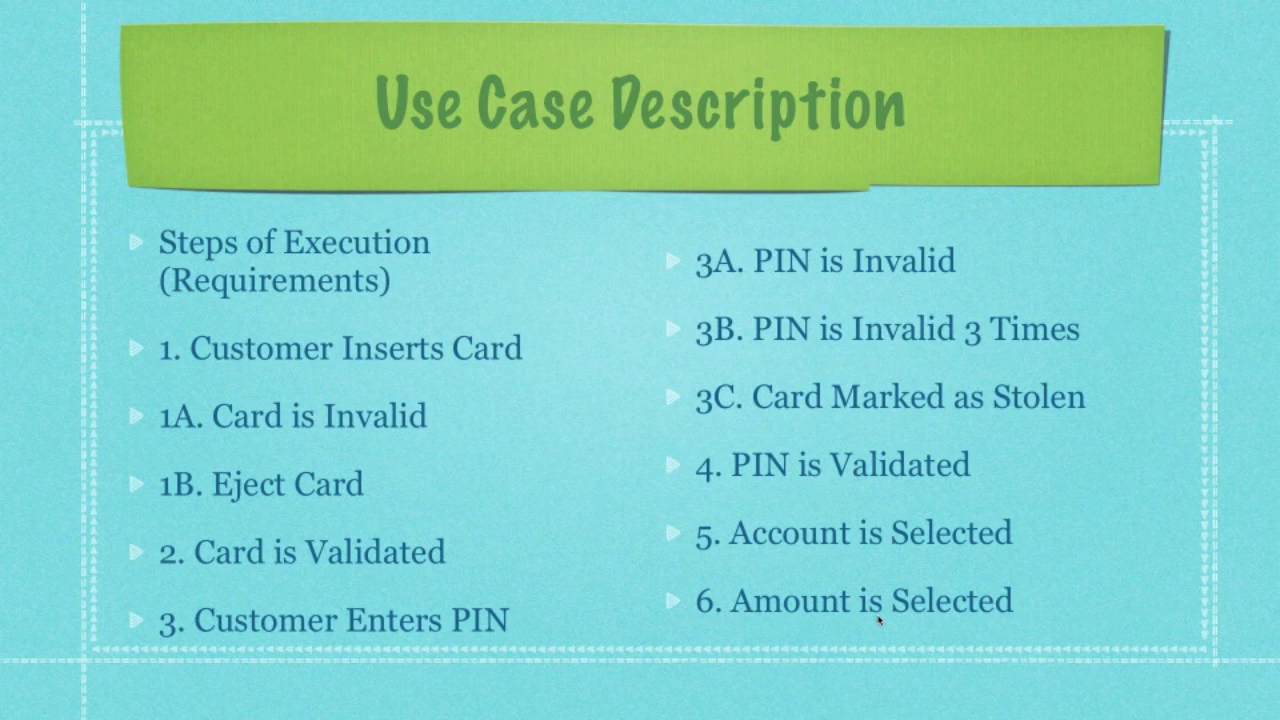 Use Case Description
Steps of Execution
(Requirements)
1. Customer Inserts Card
1A. Card is Invalid
1B. Eject Card
2. Card is Validated
3. Customer Enters PIN
3A. PIN is Invalid
3B. PIN is Invalid 3 Times
3C. Card Marked as Stolen
4. PIN is Validated
5. Account is Selected
6. Amount is Selected